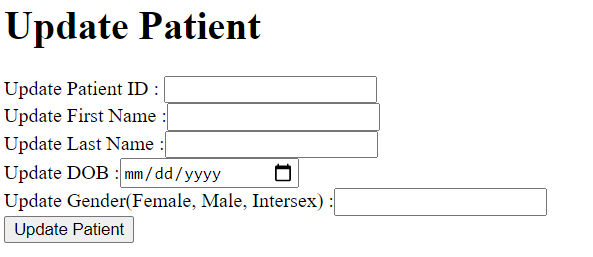 Update Patient
Update Patient ID :
Update First Name :
Update Last Name :
Update DOB : mm/dd/yyyy
Update Gender(Female, Male, Intersex) :
Update Patient